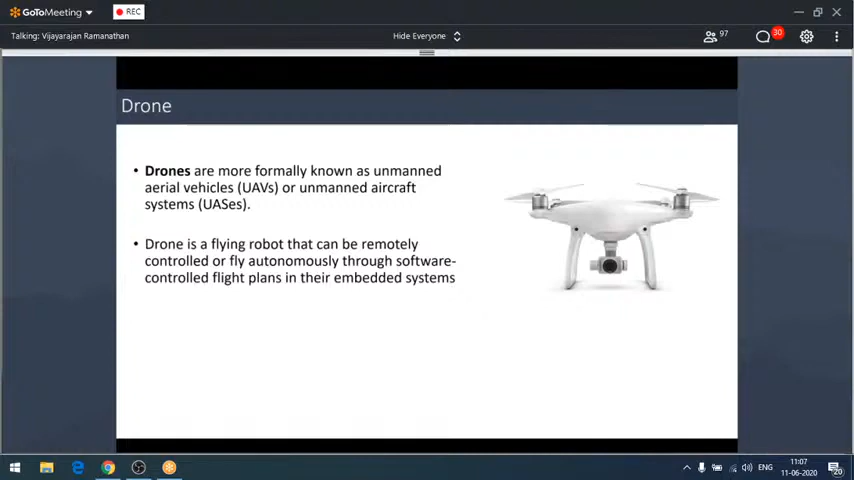 GoToMeeting
REC
Talking: Vijayarajan Ramanathan
Hide Everyone
97
30
Drone
• Drones are more formally known as unmanned
aerial vehicles (UAVs) or unmanned aircraft
systems (UASes).
• Drone is a flying robot that can be remotely
controlled or fly autonomously through software-
controlled flight plans in their embedded systems
ENG
11:07
11-06-2020
20